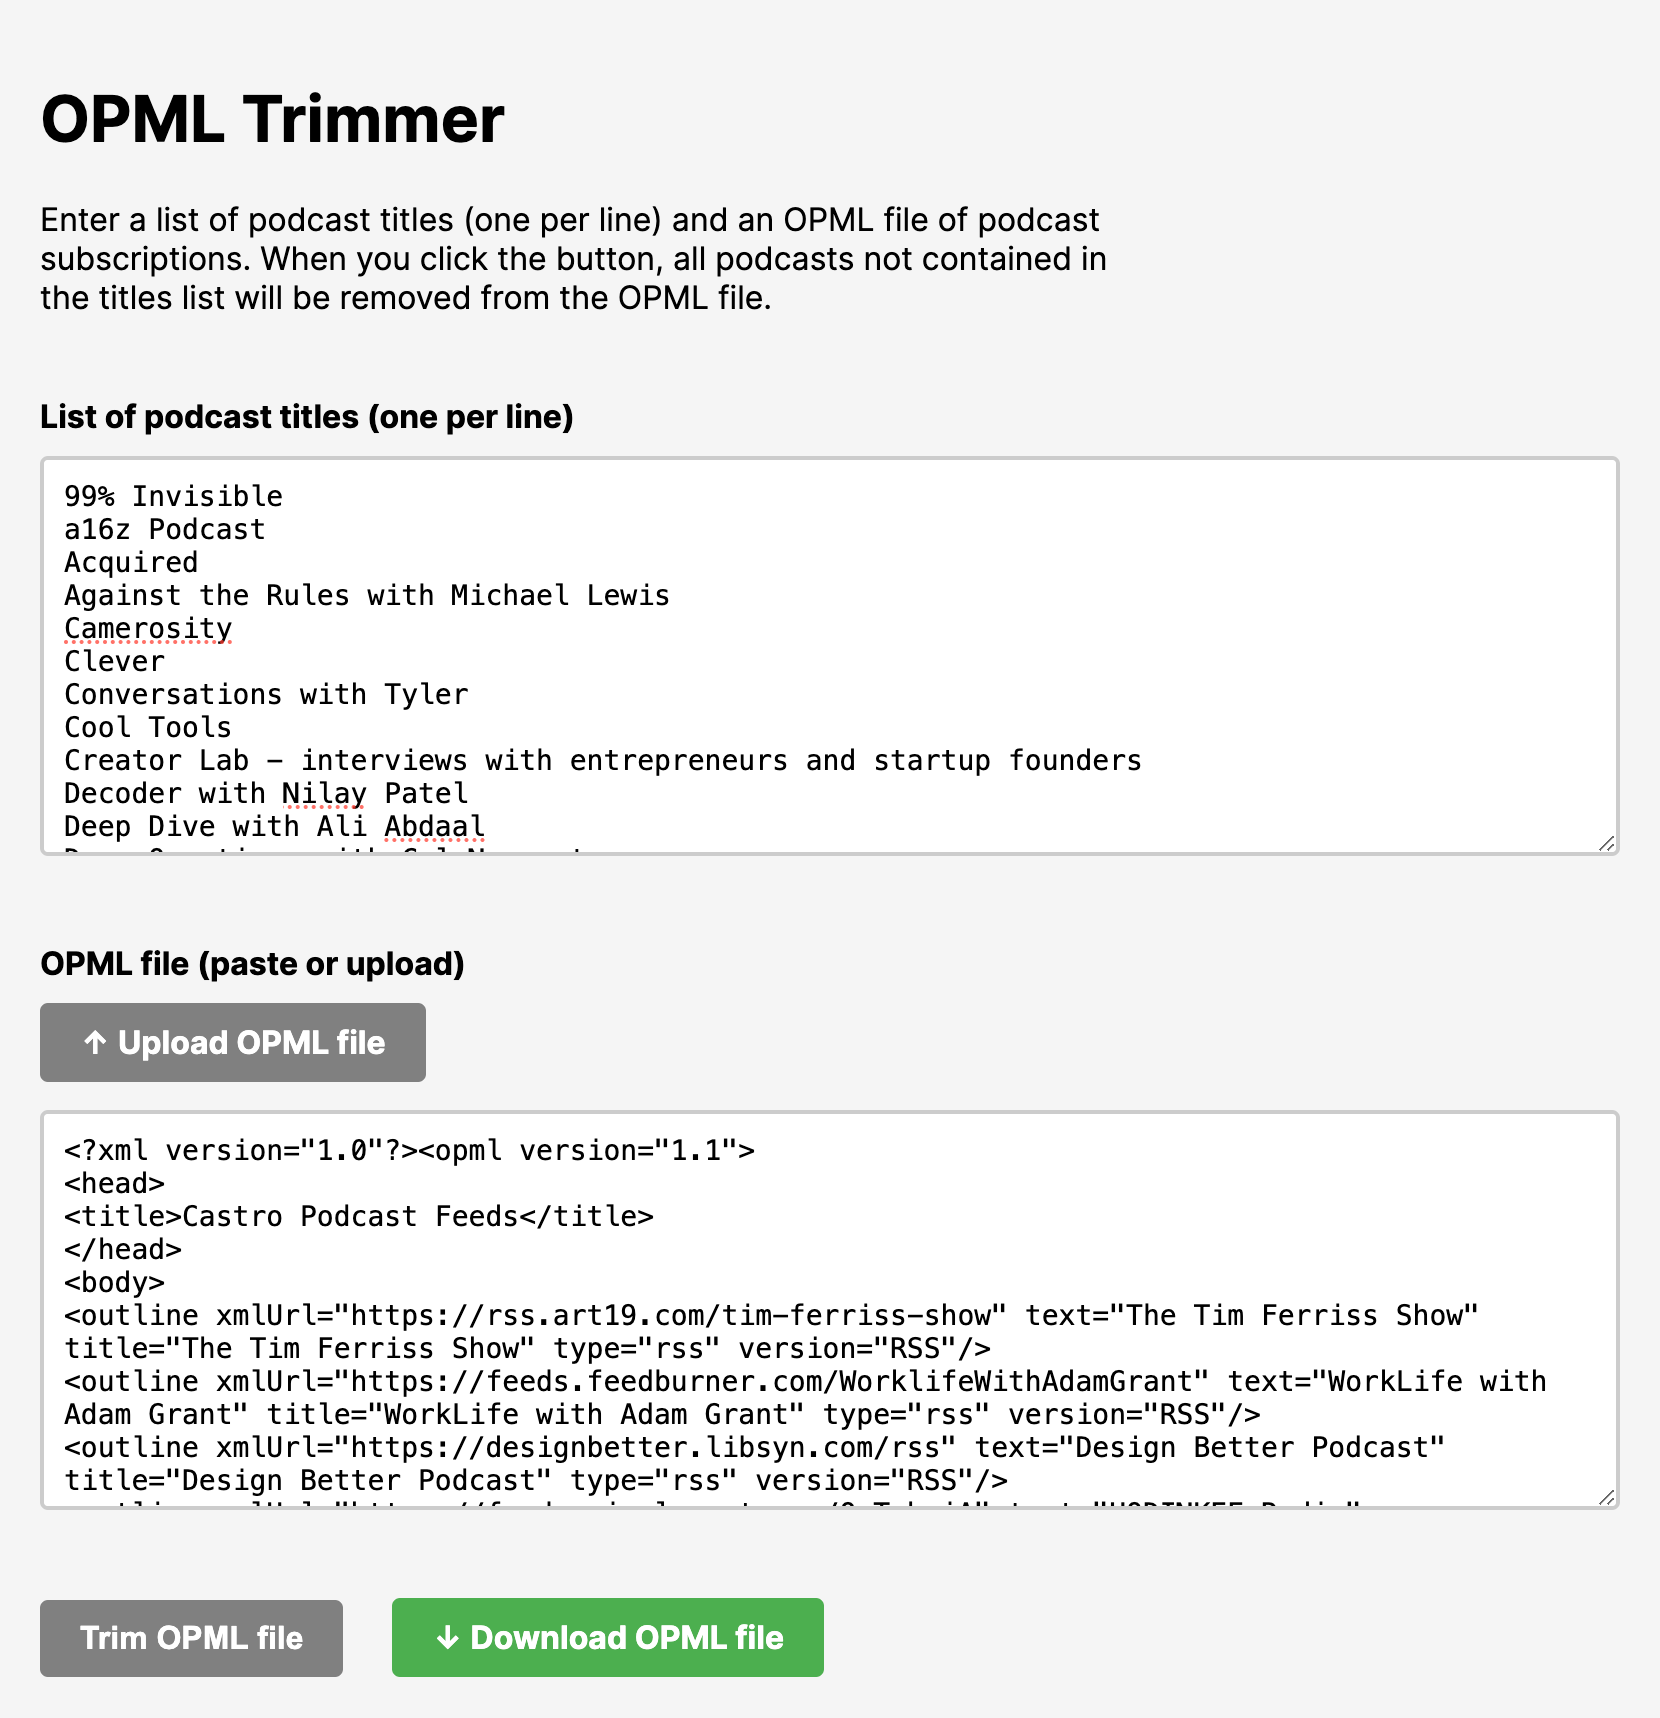 OPML Trimmer
Enter a list of podcast titles (one per line) and an OPML file of podcast
subscriptions. When you click the button, all podcasts not contained in
the titles list will be removed from the OPML file.
List of podcast titles (one per line)
99% Invisible
a16z Podcast
Acquired
Against the Rules with Michael Lewis
Camerosity
Clever
Conversations with Tyler
Cool Tools
Creator Lab – interviews with entrepreneurs and startup founders
Decoder with Nilay Patel
Deep Dive with Ali Abdaal
OPML file (paste or upload)
↑ Upload OPML file
<?xml version="1.0"?><opml version="1.1">
<head>
<title>Castro Podcast Feeds</title>
</head>
<body>
<outline xmlUrl="https://rss.art19.com/tim-ferriss-show" text="The Tim Ferriss Show"
title="The Tim Ferriss Show" type="rss" version="RSS"/>
<outline xmlUrl="https://feeds.feedburner.com/WorklifeWithAdamGrant" text="WorkLife with
Adam Grant" title="WorkLife with Adam Grant" type="rss" version="RSS"/>
<outline xmlUrl="https://designbetter.libsyn.com/rss" text="Design Better Podcast"
title="Design Better Podcast" type="rss" version="RSS"/>
Trim OPML file
↓ Download OPML file